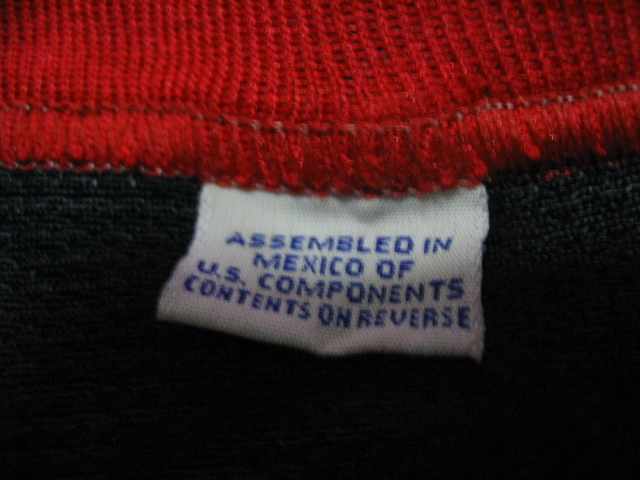 ASSEMBLED IN
MEXICO OF
U.S. COMPONENTS
CONTENTS ON REVERSE